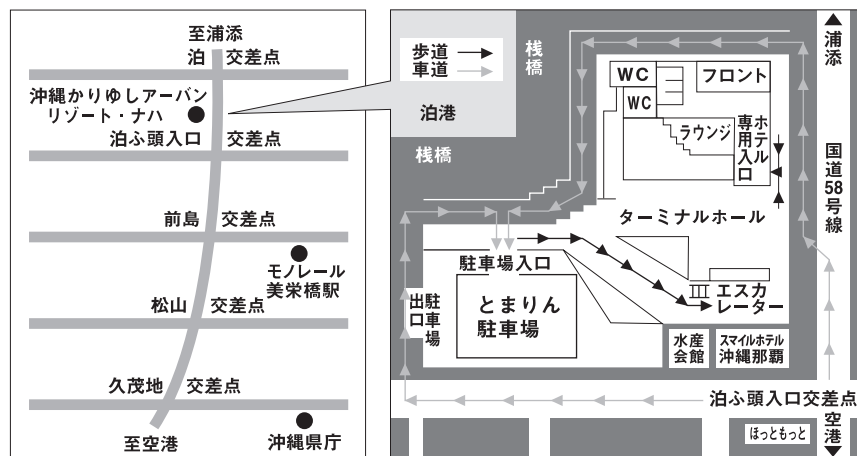 至浦添
泊 交差点
沖縄かりゆしアーバン
リゾート・ナハ
泊ふ頭入口 交差点
前島 交差点
モノレール
美栄橋駅
松山 交差点
久茂地 交差点
至空港
沖縄県庁
歩道
車道
泊港
桟橋
桟橋
WC
WC
フロント
ラウンジ
ホテル
専用入口
ターミナルホール
駐車場入口
とまりん
駐車場
駐車場
出口
エスカ
レーター
水産
会館
スマイルホテル
沖縄那覇
泊ふ頭入口交差点
ほっともっと
浦添
国道58号線
空港